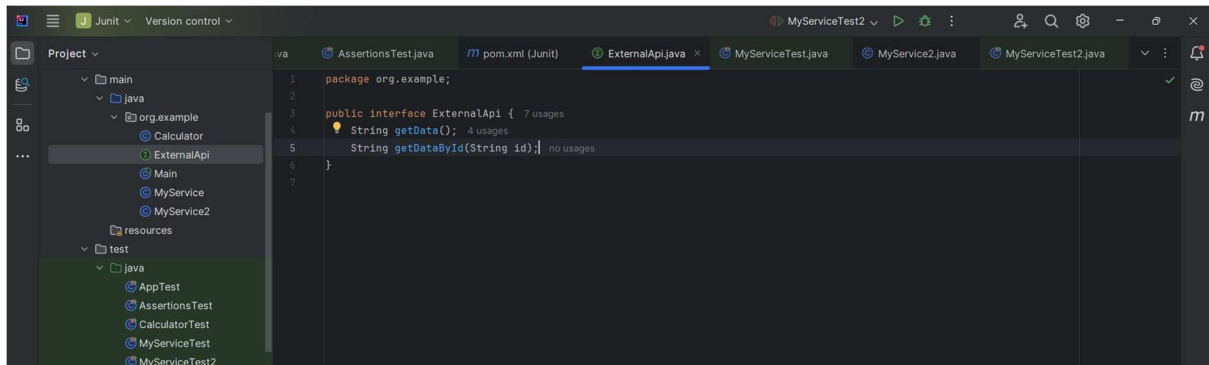 J Junit Version control MyServiceTest2
Project
va AssertionsTest.java m pom.xml (Junit) ExternalApi.java MyServiceTest.java MyService2.java MyServiceTest2.java
main
java
org.example
Calculator
ExternalApi
Main
MyService
MyService2
resources
test
java
AppTest
AssertionsTest
CalculatorTest
MyServiceTest
MyServiceTest2
1 package org.example;
2
3 public interface ExternalApi { 7 usages
4 String getData(); 4 usages
5 String getDataById(String id); no usages
6 }
7
m